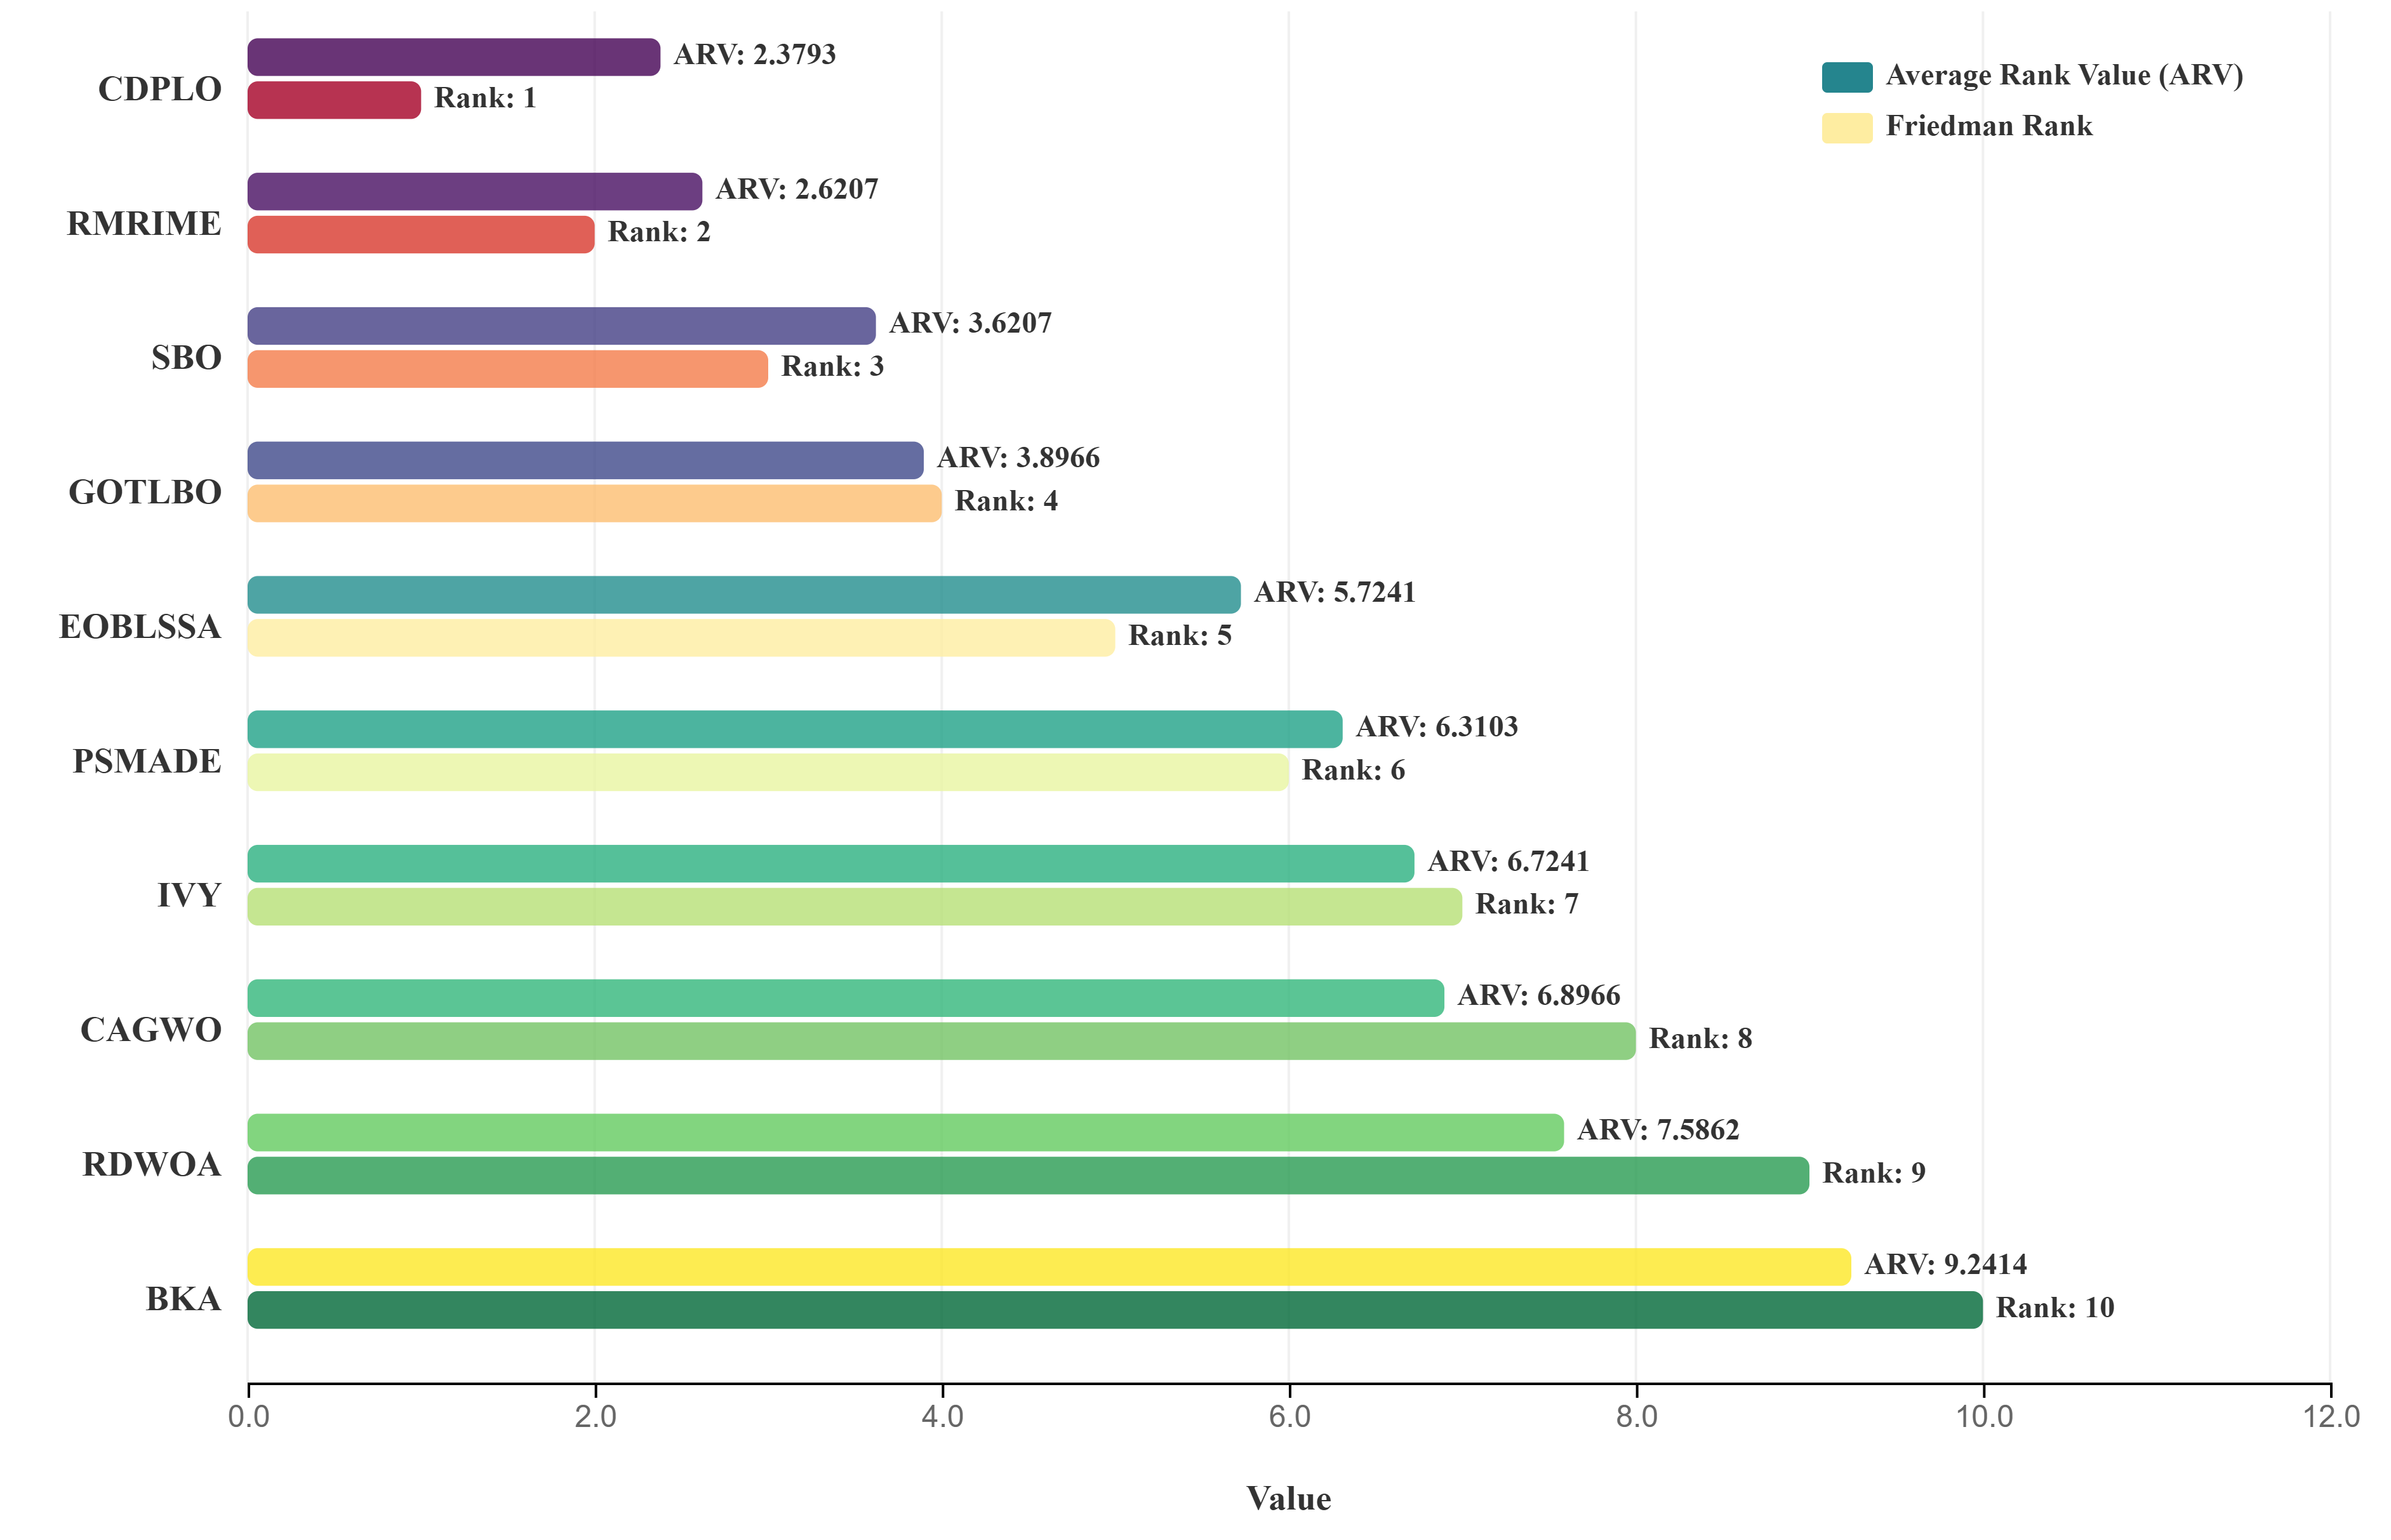 Average Rank Value (ARV)
Friedman Rank
CDPLO
ARV: 2.3793
Rank: 1
RMRIME
ARV: 2.6207
Rank: 2
SBO
ARV: 3.6207
Rank: 3
GOTLBO
ARV: 3.8966
Rank: 4
EOBLSSA
ARV: 5.7241
Rank: 5
PSMADE
ARV: 6.3103
Rank: 6
IVY
ARV: 6.7241
Rank: 7
CAGWO
ARV: 6.8966
Rank: 8
RDWOA
ARV: 7.5862
Rank: 9
BKA
ARV: 9.2414
Rank: 10
0.0 2.0 4.0 6.0 8.0 10.0 12.0
Value